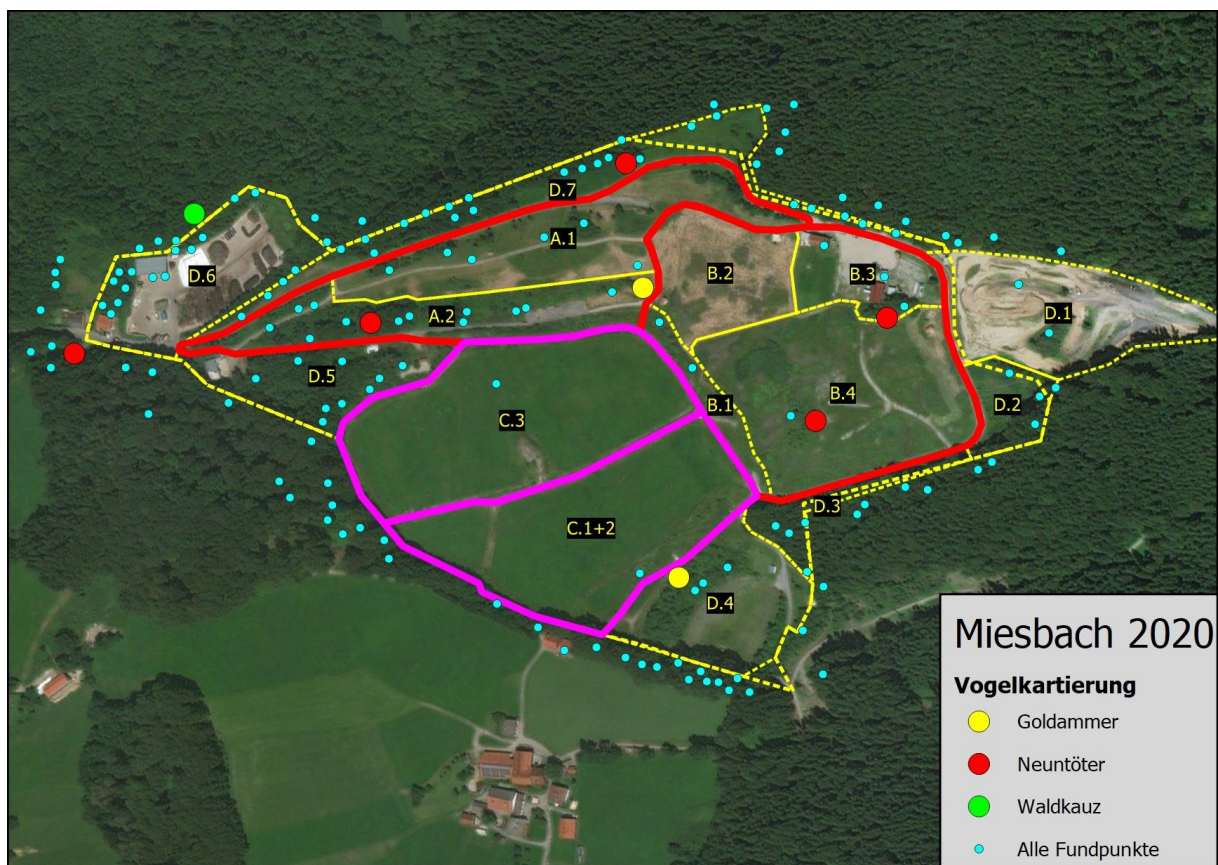 D.7
A.1
D.6
B.2
B.3
A.2
D.1
D.5
B.1
B.4
D.2
C.3
D.3
C.1+2
D.4
Miesbach 2020
Vogelkartierung
Goldammer
Neuntöter
Waldkauz
Alle Fundpunkte